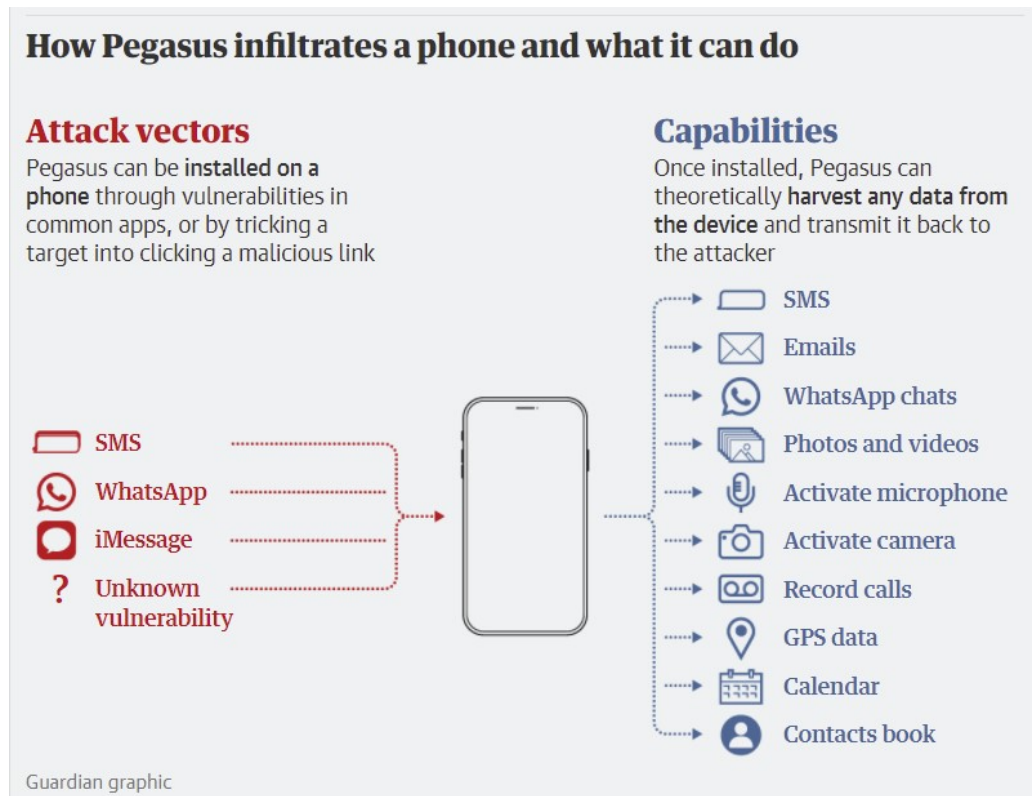 How Pegasus infiltrates a phone and what it can do
Attack vectors
Pegasus can be installed on a
phone through vulnerabilities in
common apps, or by tricking a
target into clicking a malicious link
SMS
WhatsApp
iMessage
?
Unknown
vulnerability
Capabilities
Once installed, Pegasus can
theoretically harvest any data from
the device and transmit it back to
the attacker
SMS
Emails
WhatsApp chats
Photos and videos
Activate microphone
Activate camera
Record calls
GPS data
Calendar
Contacts book
Guardian graphic